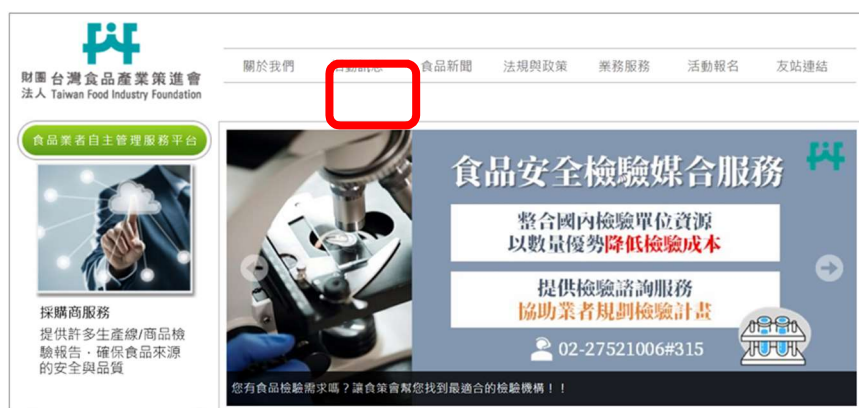 財團法人 台灣食品產業策進會
Taiwan Food Industry Foundation
關於我們 食品新聞 法規與政策 業務服務 活動報名 友站連結
食品業者自主管理服務平台
採購商服務
提供許多生產線/商品檢
驗報告，確保食品來源
的安全與品質
食品安全檢驗媒合服務
整合國內檢驗單位資源
以數量優勢降低檢驗成本
提供檢驗諮詢服務
協助業者規劃檢驗計畫
02-27521006#315
您有食品檢驗需求嗎？讓食策會幫您找到最適合的檢驗機構！！